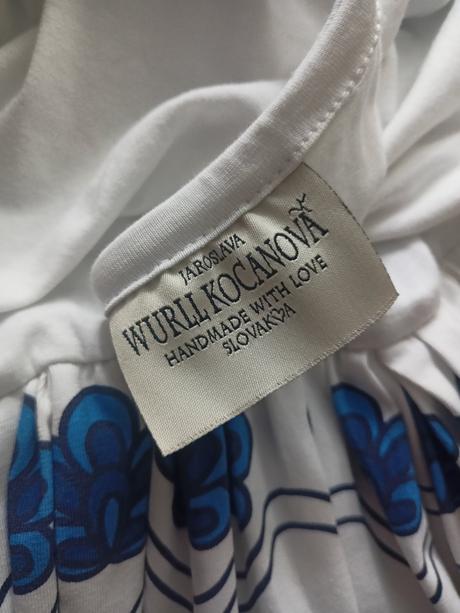 JAROSLAVA
WURLL KOCANOVÁ
HANDMADE WITH LOVE
SLOVAKIA